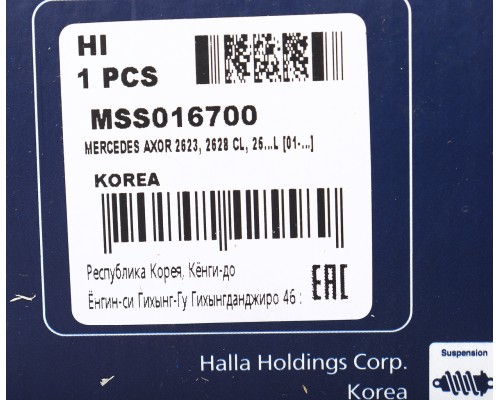 HI
1 PCS
MSS016700
MERCEDES AXOR 2623, 2628 CL, 26...L [01-...]
KOREA
Республика Корея, Кёнги-до
Ёнгин-си Гихынг-Гу Гихынгданджиро 46 :
EAC
Halla Holdings Corp.
Korea
Suspension